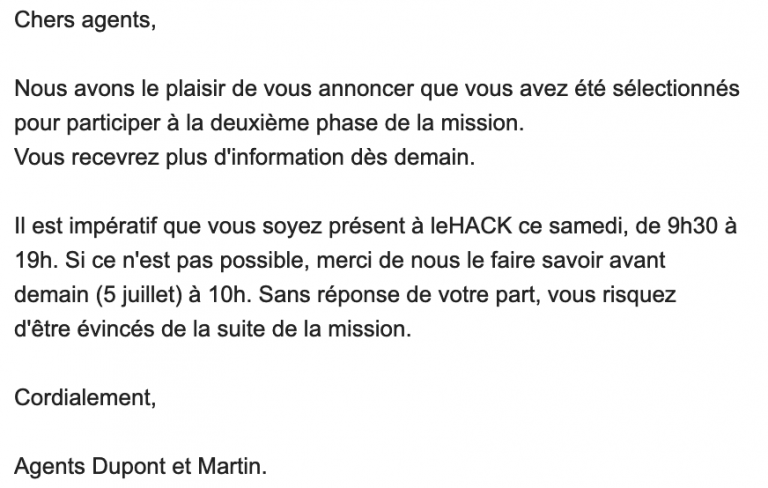 Chers agents,
Nous avons le plaisir de vous annoncer que vous avez été sélectionnés
pour participer à la deuxième phase de la mission.
Vous recevrez plus d'information dès demain.
Il est impératif que vous soyez présent à leHACK ce samedi, de 9h30 à
19h. Si ce n'est pas possible, merci de nous le faire savoir avant
demain (5 juillet) à 10h. Sans réponse de votre part, vous risquez
d'être évincés de la suite de la mission.
Cordialement,
Agents Dupont et Martin.